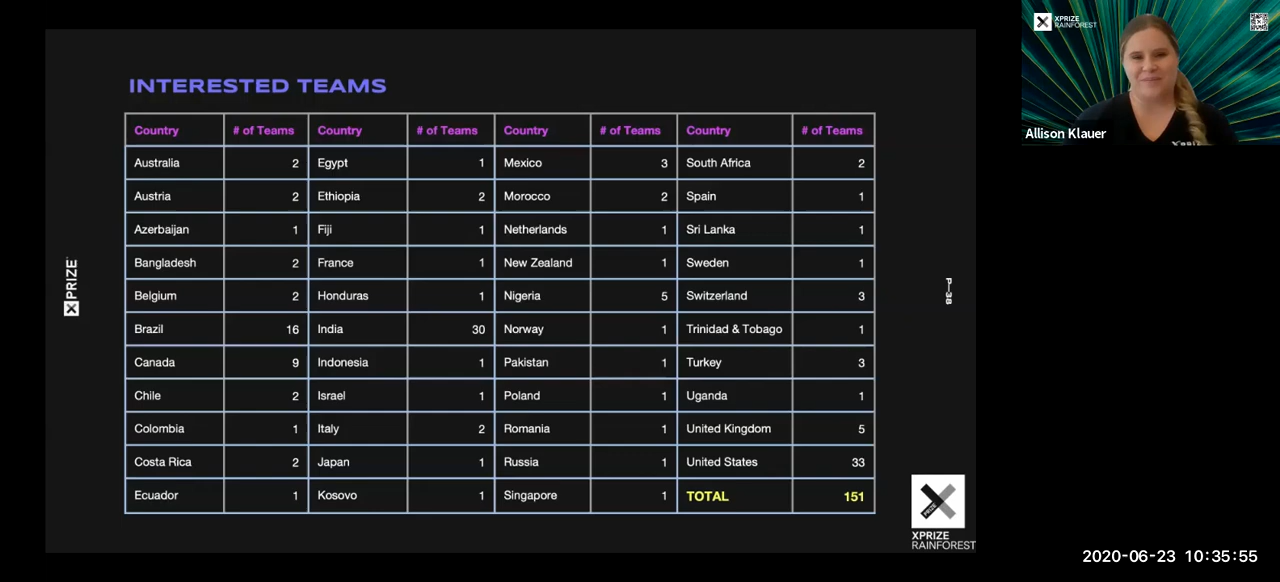 INTERESTED TEAMS
Country # of Teams Country # of Teams Country # of Teams Country # of Teams
Australia 2 Egypt 1 Mexico 3 South Africa 2
Austria 2 Ethiopia 2 Morocco 2 Spain 1
Azerbaijan 1 Fiji 1 Netherlands 1 Sri Lanka 1
Bangladesh 2 France 1 New Zealand 1 Sweden 1
Belgium 2 Honduras 1 Nigeria 5 Switzerland 3
Brazil 16 India 30 Norway 1 Trinidad & Tobago 1
Canada 9 Indonesia 1 Pakistan 1 Turkey 3
Chile 2 Israel 1 Poland 1 Uganda 1
Colombia 1 Italy 2 Romania 1 United Kingdom 5
Costa Rica 2 Japan 1 Russia 1 United States 33
Ecuador 1 Kosovo 1 Singapore 1 TOTAL 151
XPRIZE
P—38
PRIZE
XPRIZE
RAINFOREST
XPRIZE
RAINFOREST
Allison Klauer
2020-06-23 10:35:55